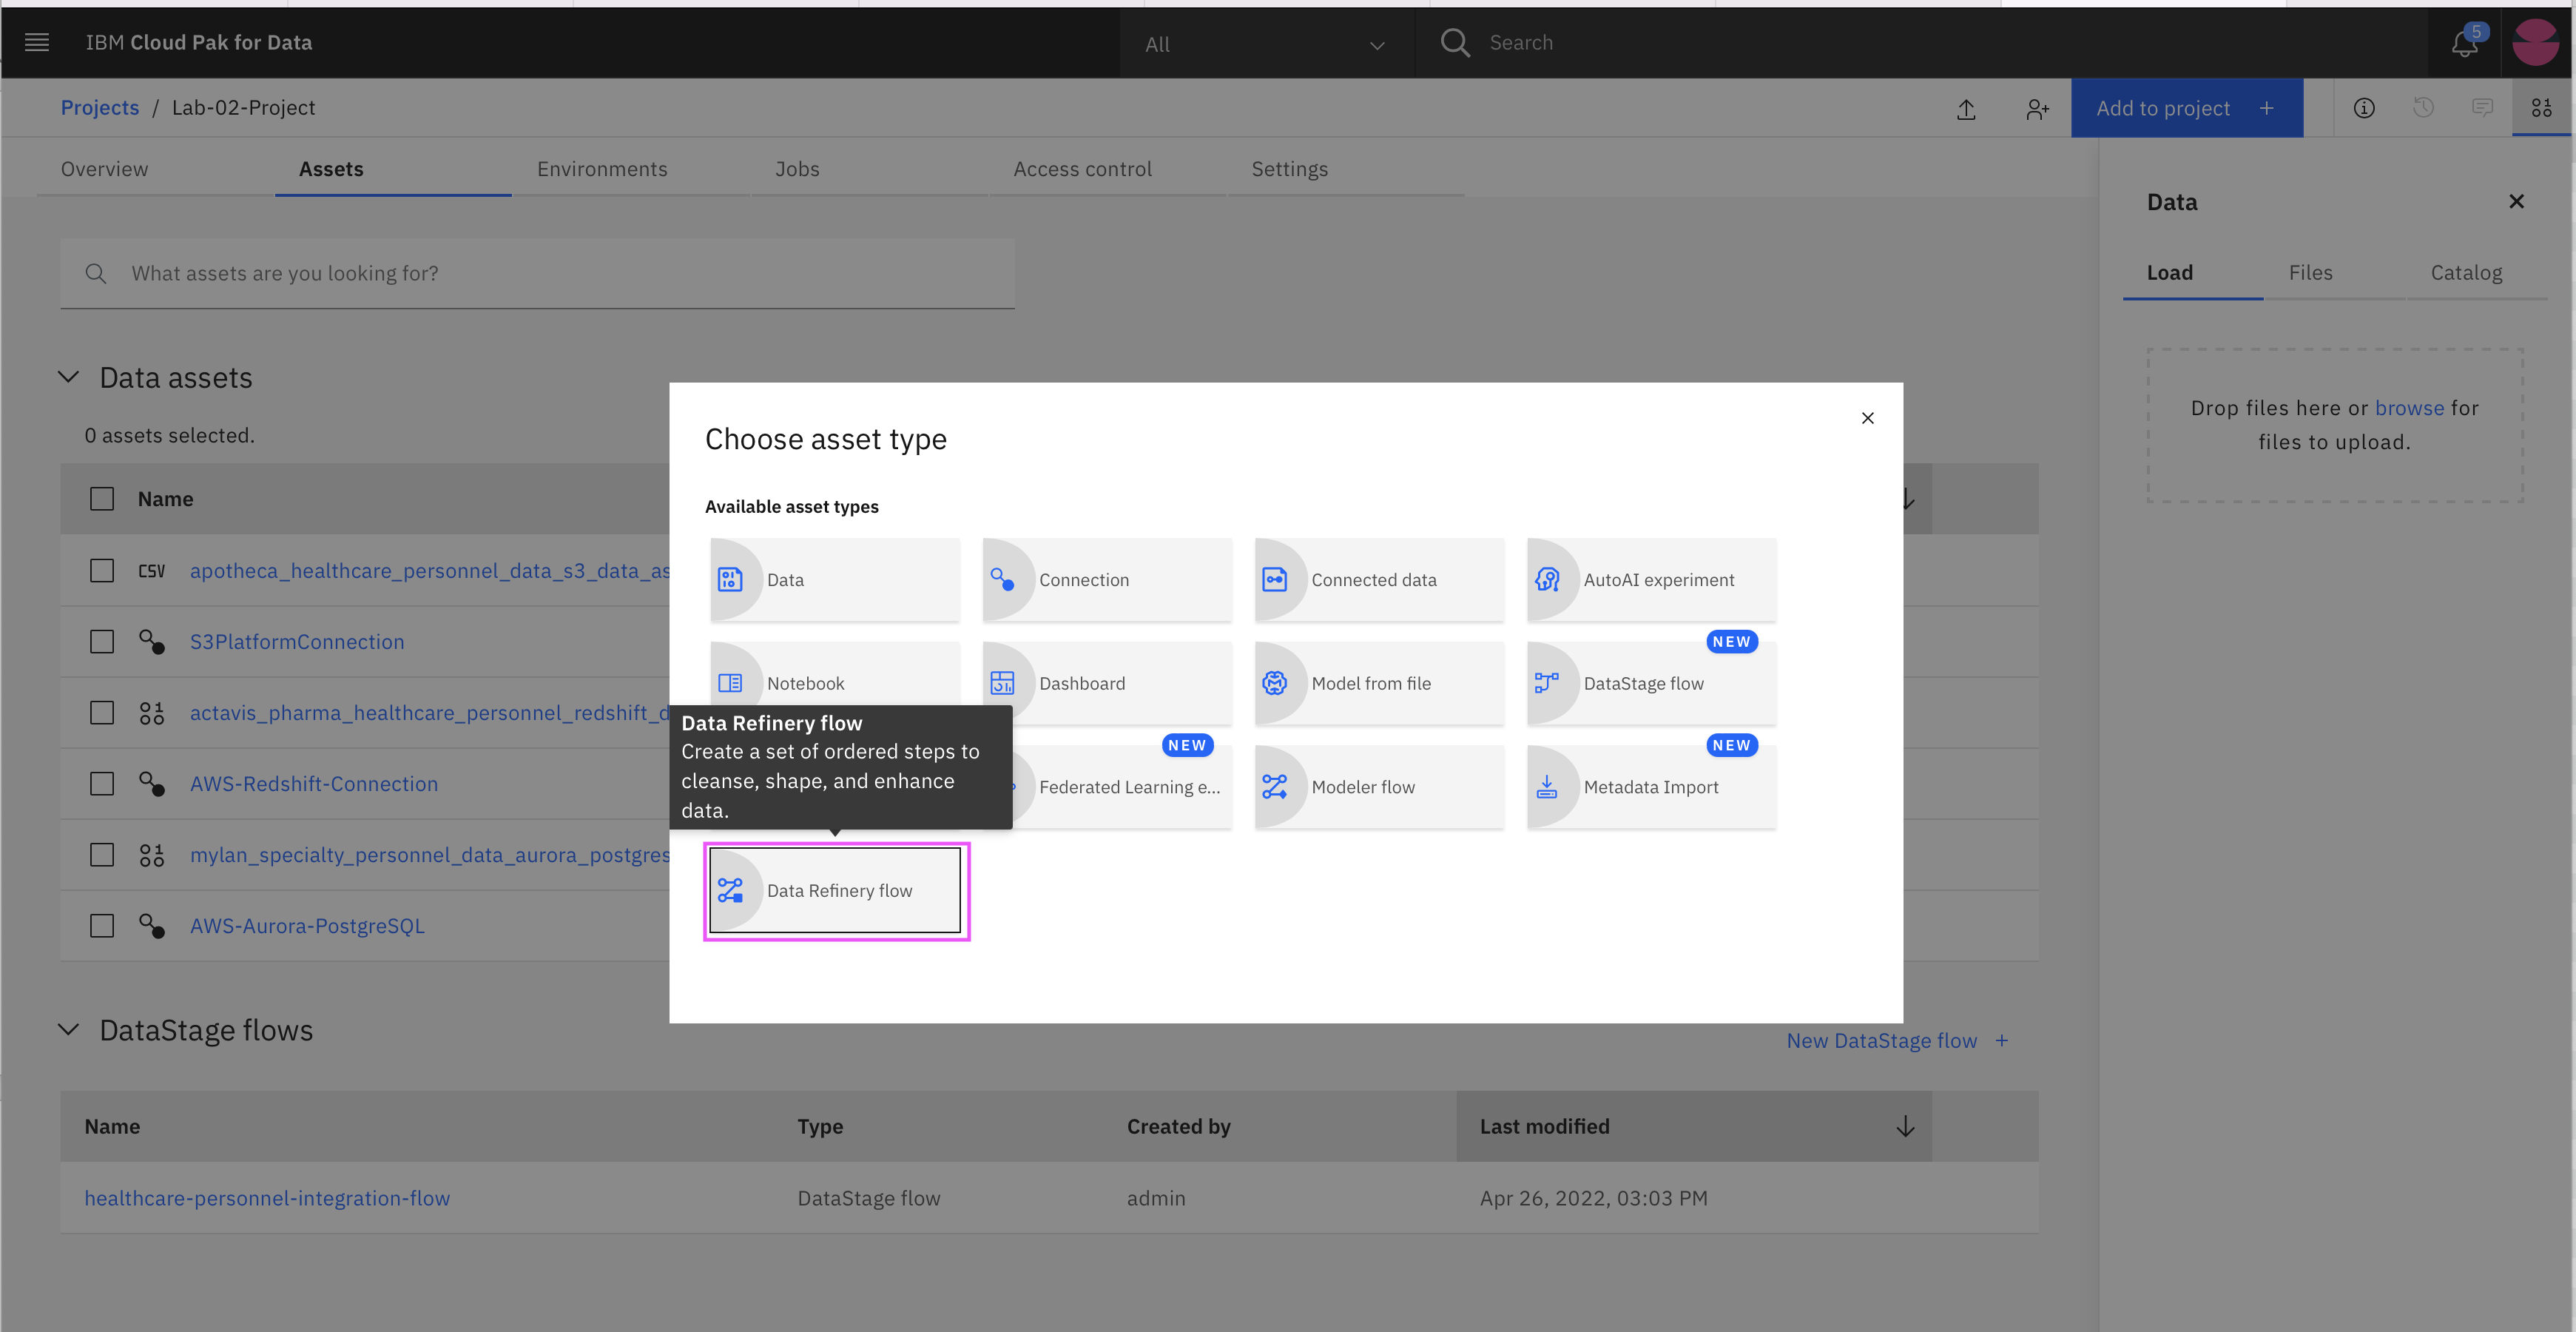 IBM Cloud Pak for Data
All
Search
5
Projects / Lab-02-Project
Add to project +
Overview
Assets
Environments
Jobs
Access control
Settings
What assets are you looking for?
Data assets
0 assets selected.
Name
CSV apotheca_healthcare_personnel_data_s3_data_as
S3PlatformConnection
actavis_pharma_healthcare_personnel_redshift_d
AWS-Redshift-Connection
mylan_specialty_personnel_data_aurora_postgres
AWS-Aurora-PostgreSQL
Choose asset type
Available asset types
Data
Connection
Connected data
AutoAI experiment
Notebook
Dashboard
Model from file
NEW
DataStage flow
Data Refinery flow
Create a set of ordered steps to
cleanse, shape, and enhance
data.
NEW
Federated Learning e...
Modeler flow
NEW
Metadata Import
Data Refinery flow
DataStage flows
New DataStage flow +
Name
Type
Created by
Last modified
healthcare-personnel-integration-flow
DataStage flow
admin
Apr 26, 2022, 03:03 PM
Data
Load
Files
Catalog
Drop files here or browse for
files to upload.